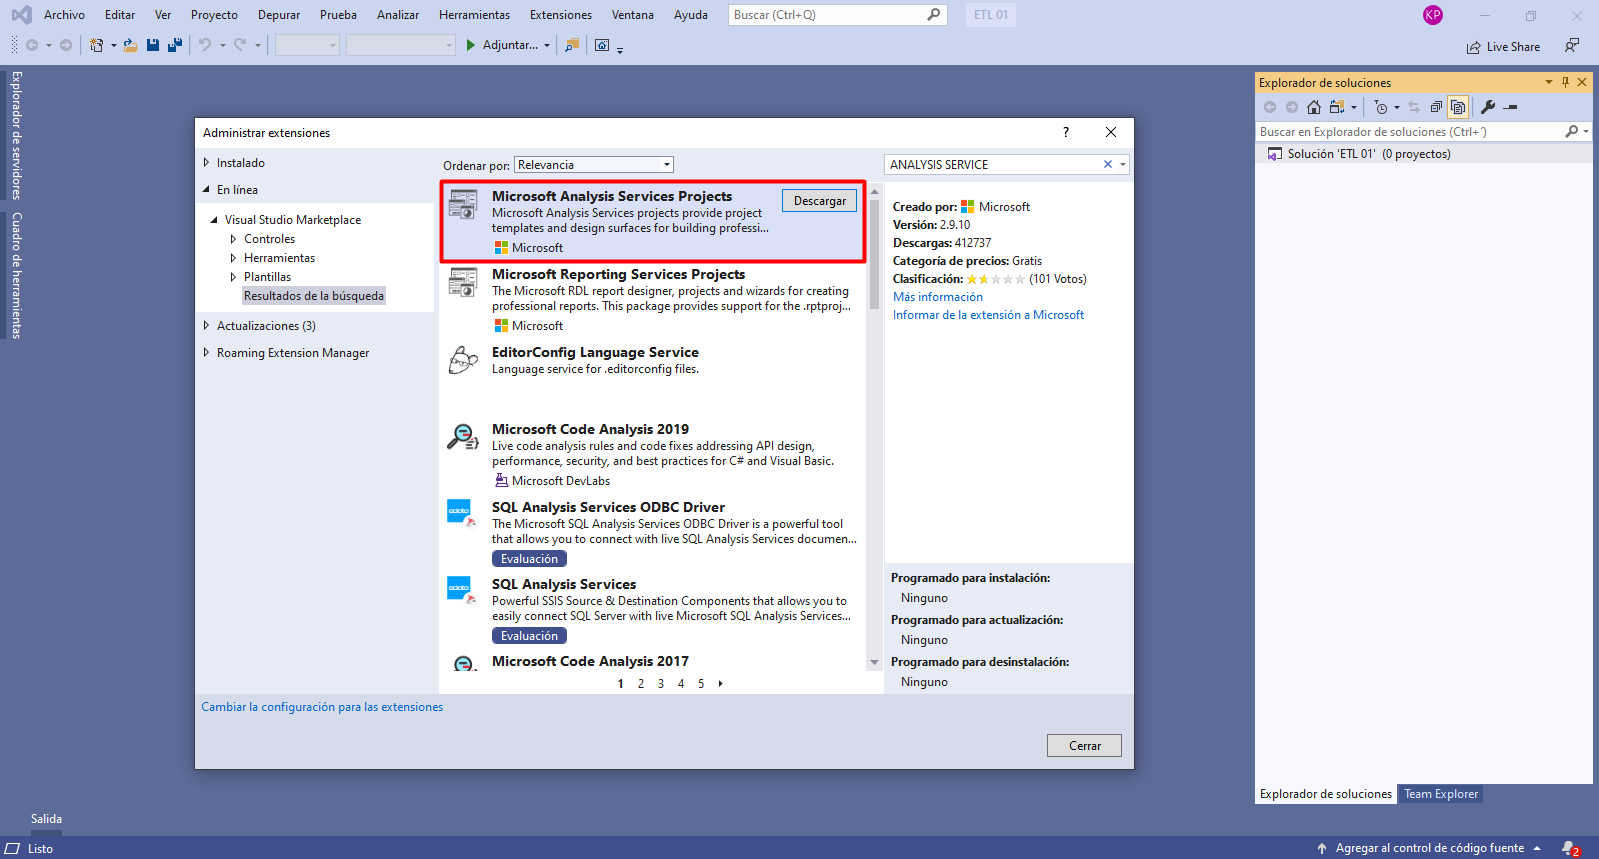 Archivo Editar Ver Proyecto Depurar Prueba Analizar Herramientas Extensiones Ventana Ayuda Buscar (Ctrl+Q) ETL 01 KP
Adjuntar... Live Share
Explorador de servidores
Cuadro de herramientas
Administrar extensiones ? 
Instalado
En línea
Visual Studio Marketplace
Controles
Herramientas
Plantillas
Resultados de la búsqueda
Actualizaciones (3)
Roaming Extension Manager
Ordenar por: Relevancia
Microsoft Analysis Services Projects Descargar
Microsoft Analysis Services projects provide project
templates and design surfaces for building professi...
Microsoft
Microsoft Reporting Services Projects
The Microsoft RDL report designer, projects and wizards for creating
professional reports. This package provides support for the .rptproj...
Microsoft
EditorConfig Language Service
Language service for .editorconfig files.
Microsoft Code Analysis 2019
Live code analysis rules and code fixes addressing API design,
performance, security, and best practices for C# and Visual Basic.
Microsoft DevLabs
SQL Analysis Services ODBC Driver
The Microsoft SQL Analysis Services ODBC Driver is a powerful tool
that allows you to connect with live SQL Analysis Services documen...
Evaluación
SQL Analysis Services
Powerful SSIS Source & Destination Components that allows you to
easily connect SQL Server with live Microsoft SQL Analysis Services...
Evaluación
Microsoft Code Analysis 2017
1 2 3 4 5
ANALYSIS SERVICE
Creado por: Microsoft
Versión: 2.9.10
Descargas: 412737
Categoría de precios: Gratis
Clasificación: (101 Votos)
Más información
Informar de la extensión a Microsoft
Programado para instalación:
Ninguno
Programado para actualización:
Ninguno
Programado para desinstalación:
Ninguno
Cambiar la configuración para las extensiones
Cerrar
Explorador de soluciones
Buscar en Explorador de soluciones (Ctrl+´)
Solución 'ETL 01' (0 proyectos)
Explorador de soluciones Team Explorer
Salida
Listo Agregar al control de código fuente 2